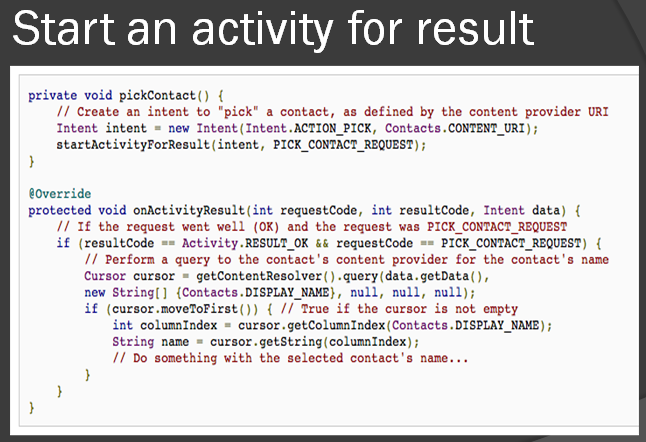 Start an activity for result
private void pickContact() {
    // Create an intent to "pick" a contact, as defined by the content provider URI
    Intent intent = new Intent(Intent.ACTION_PICK, Contacts.CONTENT_URI);
    startActivityForResult(intent, PICK_CONTACT_REQUEST);
}
@Override
protected void onActivityResult(int requestCode, int resultCode, Intent data) {
    // If the request went well (OK) and the request was PICK_CONTACT_REQUEST
    if (resultCode == Activity.RESULT_OK && requestCode == PICK_CONTACT_REQUEST) {
        // Perform a query to the contact's content provider for the contact's name
        Cursor cursor = getContentResolver().query(data.getData(),
        new String[] {Contacts.DISPLAY_NAME}, null, null, null);
        if (cursor.moveToFirst()) { // True if the cursor is not empty
            int columnIndex = cursor.getColumnIndex(Contacts.DISPLAY_NAME);
            String name = cursor.getString(columnIndex);
            // Do something with the selected contact's name...
        }
    }
}